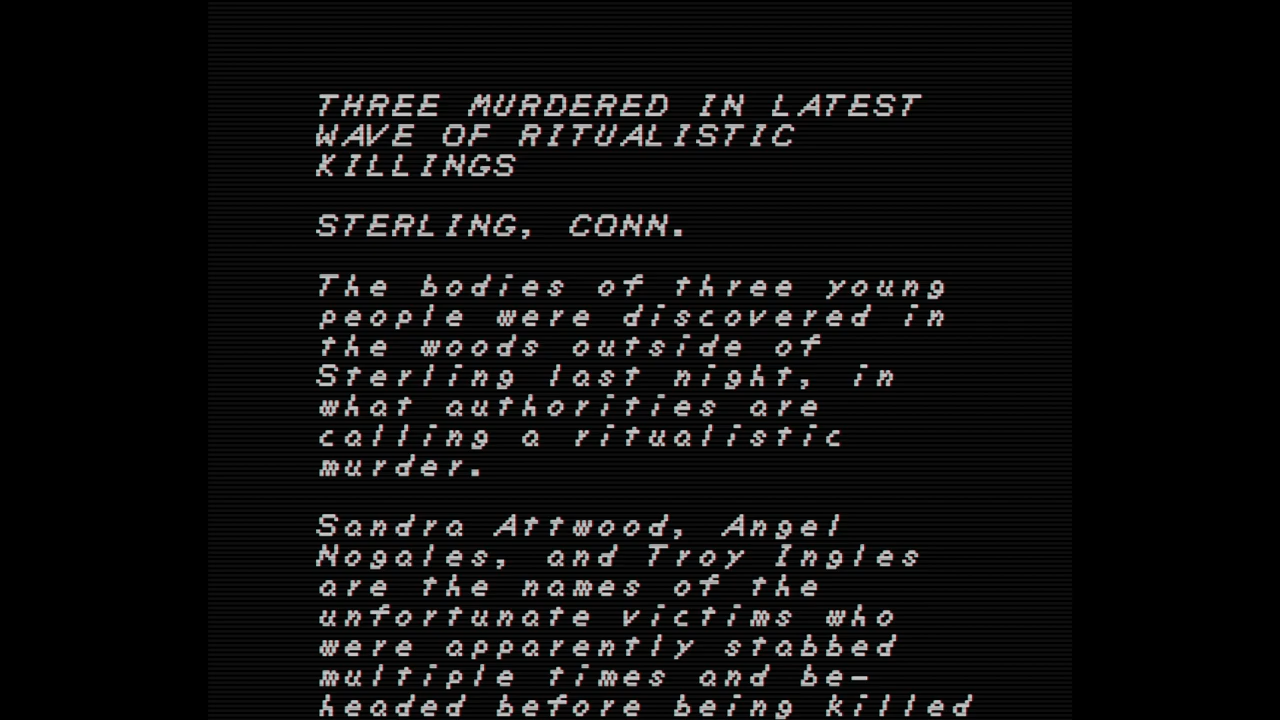 THREE MURDERED IN LATEST
WAVE OF RITUALISTIC
KILLINGS
STERLING, CONN.
The bodies of three young
people were discovered in
the woods outside of
Sterling last night, in
what authorities are
calling a ritualistic
murder.
Sandra Attwood, Angel
Nogales, and Troy Ingles
are the names of the
unfortunate victims who
were apparently stabbed
multiple times and be-
headed before being killed